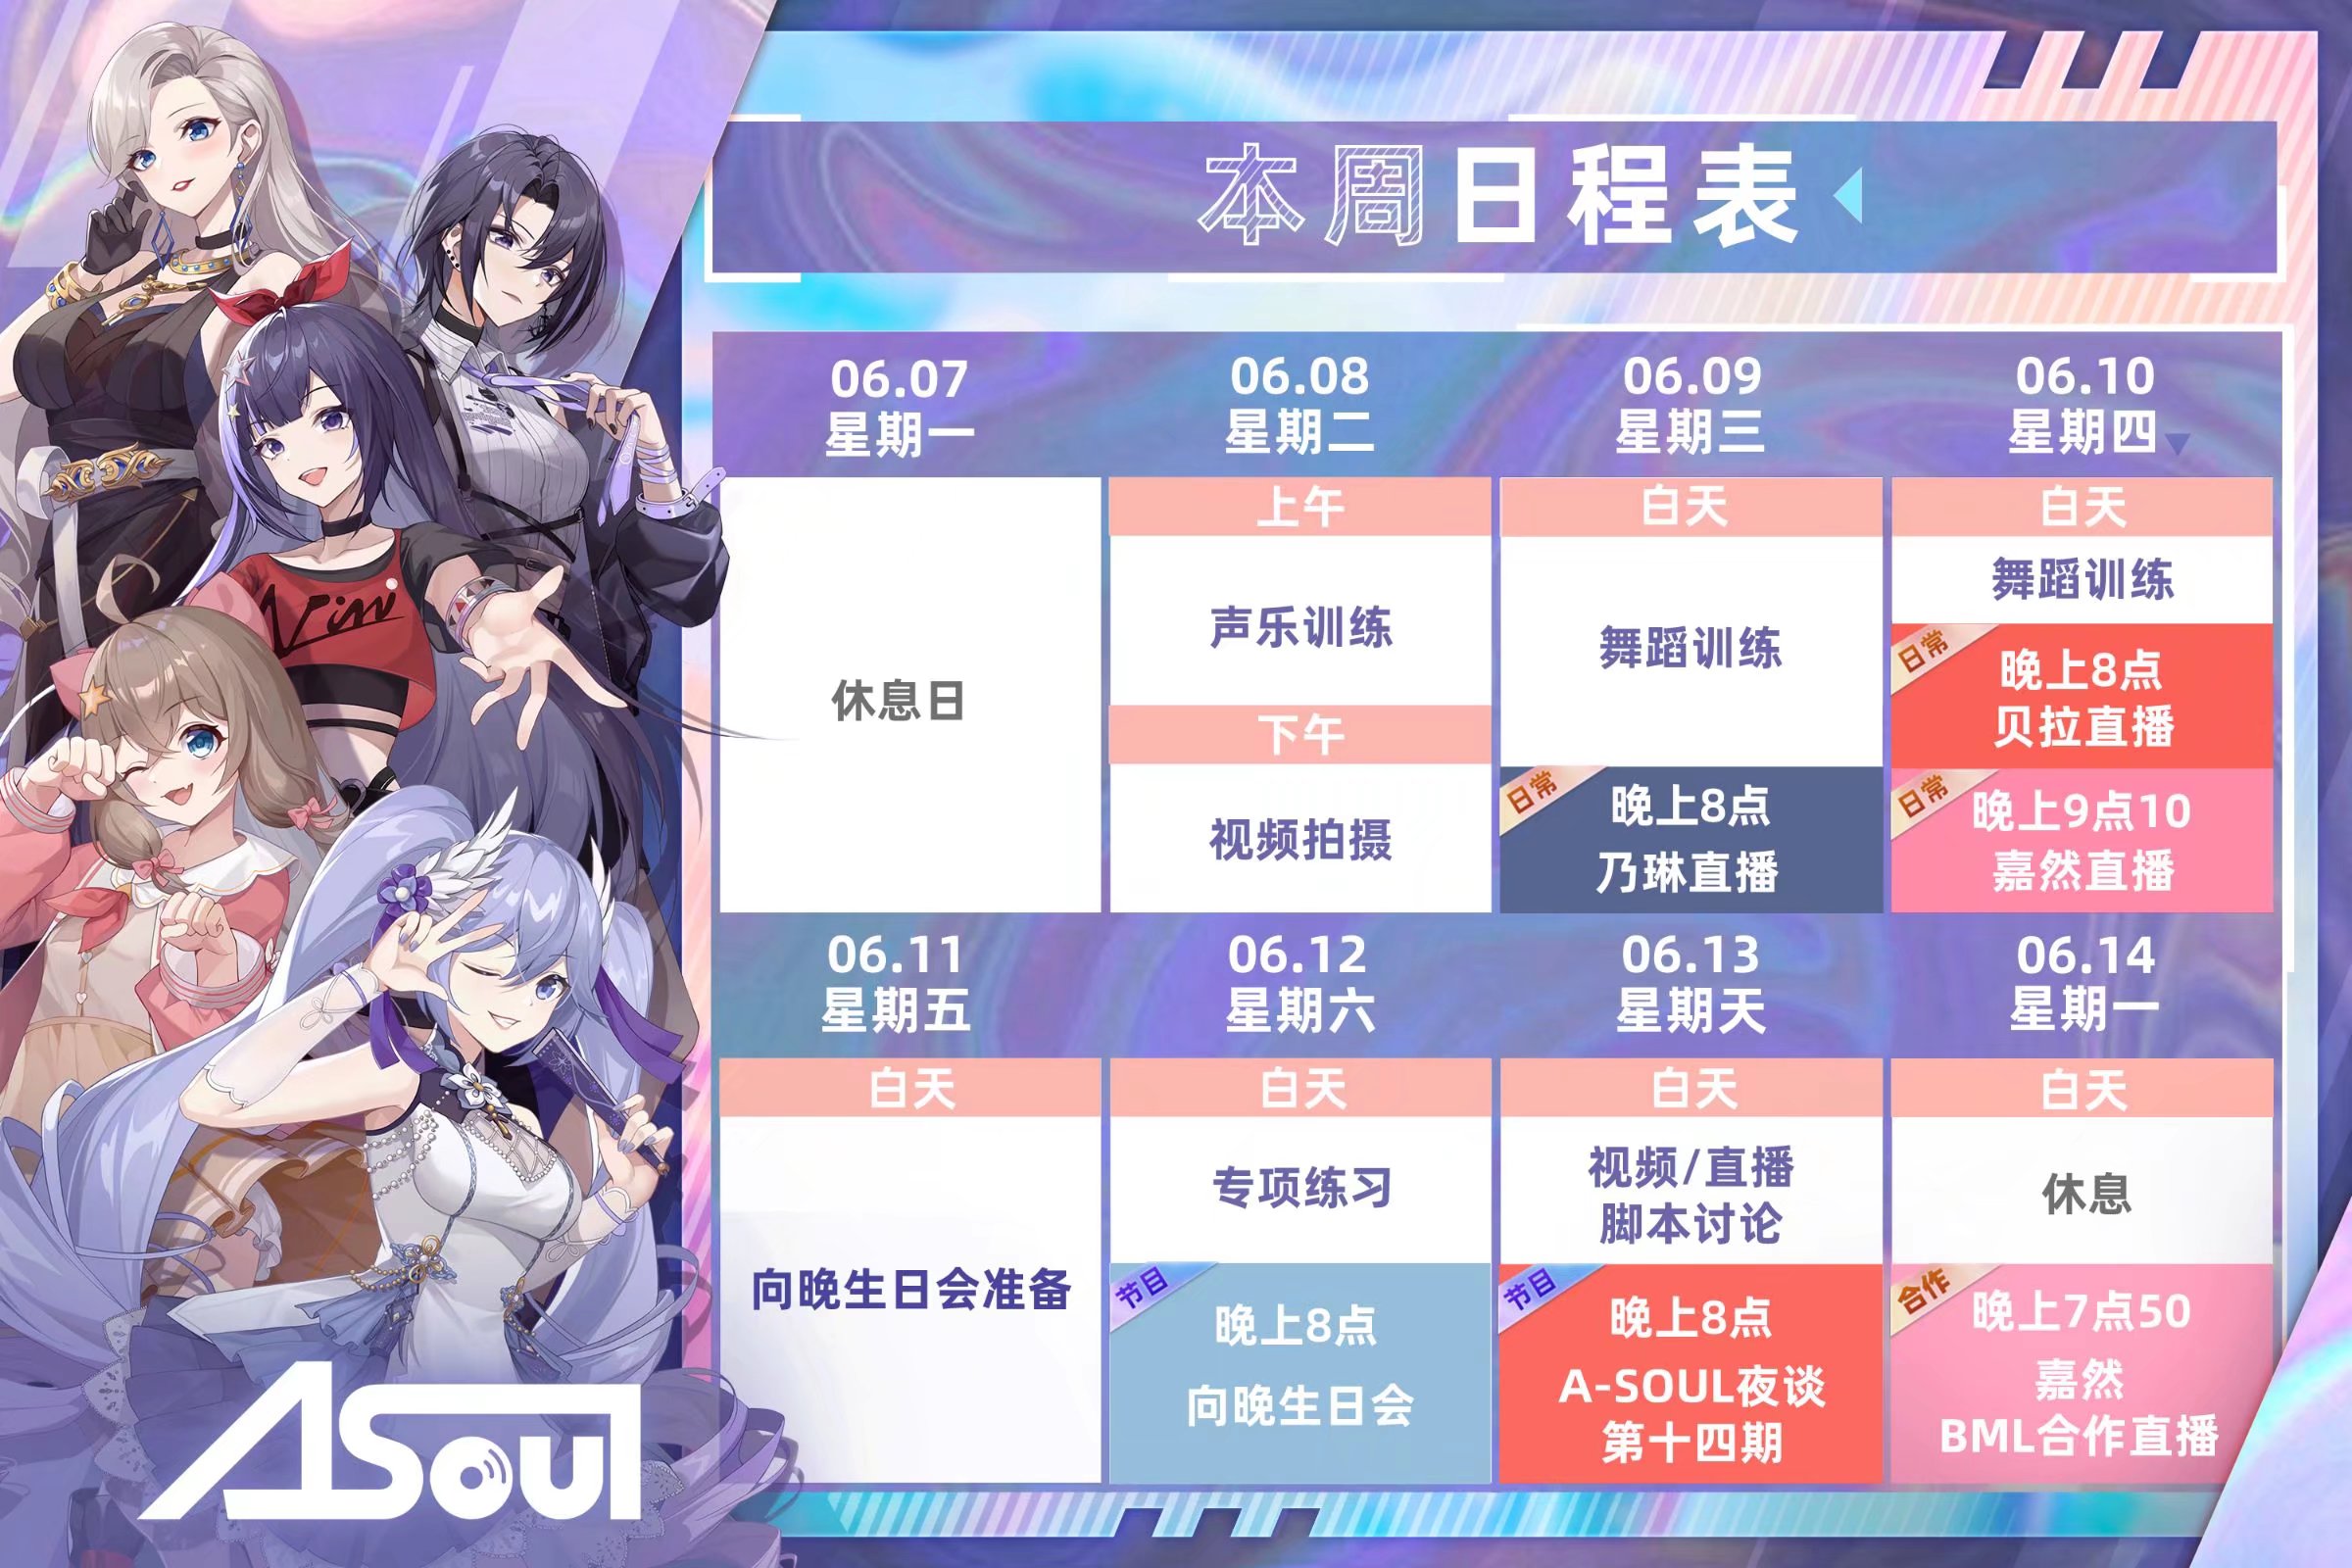 本周日程表
06.07
星期一
休息日
06.08
星期二
上午
声乐训练
下午
视频拍摄
06.09
星期三
白天
舞蹈训练
日常
晚上8点
乃琳直播
06.10
星期四
白天
舞蹈训练
日常
晚上8点
贝拉直播
日常
晚上9点10
嘉然直播
06.11
星期五
白天
向晚生日会准备
06.12
星期六
白天
专项练习
节目
晚上8点
向晚生日会
06.13
星期天
白天
视频/直播
脚本讨论
节目
晚上8点
A-SOUL夜谈
第十四期
06.14
星期一
白天
休息
合作
晚上7点50
嘉然
BML合作直播
ASoul